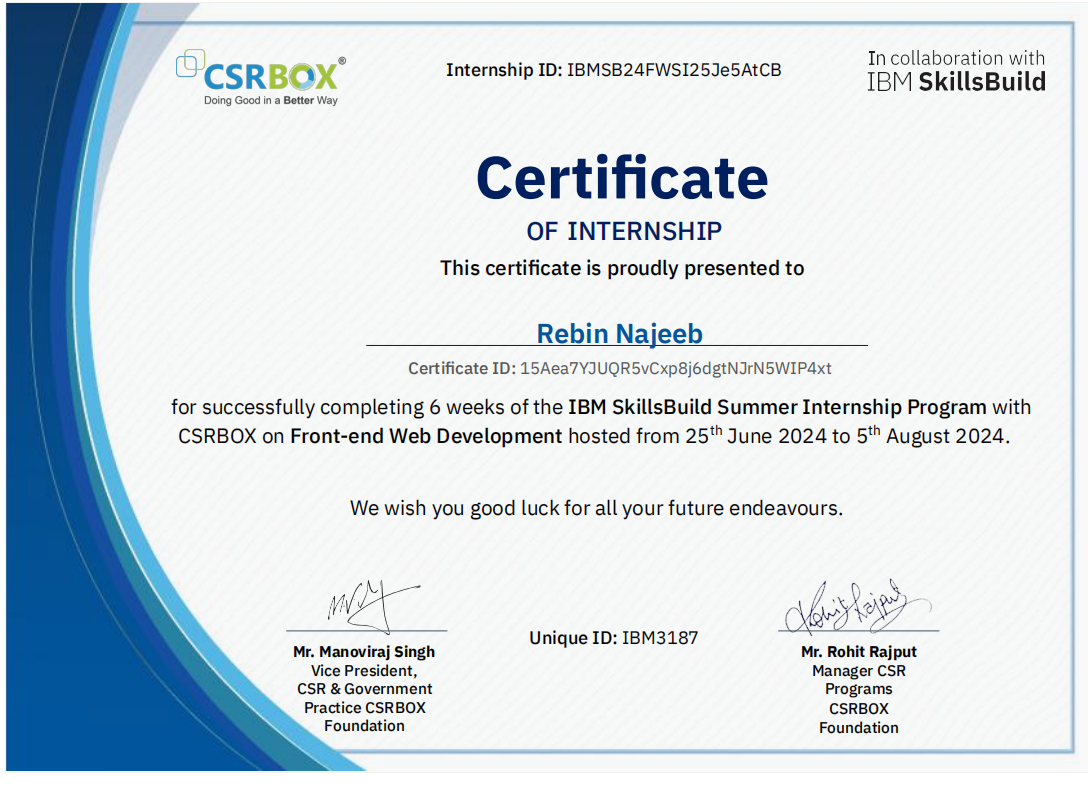 CSRBOX®
Doing Good in a Better Way
Internship ID: IBMSB24FWSI25Je5AtCB
In collaboration with
IBM SkillsBuild
Certificate
OF INTERNSHIP
This certificate is proudly presented to
Rebin Najeeb
Certificate ID: 15Aea7YJUQR5vCxp8j6dgtNJrN5WIP4xt
for successfully completing 6 weeks of the IBM SkillsBuild Summer Internship Program with
CSRBOX on Front-end Web Development hosted from 25th June 2024 to 5th August 2024.
We wish you good luck for all your future endeavours.
Mr. Manoviraj Singh
Vice President,
CSR & Government
Practice CSRBOX
Foundation
Unique ID: IBM3187
Rohit Rajput
Mr. Rohit Rajput
Manager CSR
Programs
CSRBOX
Foundation